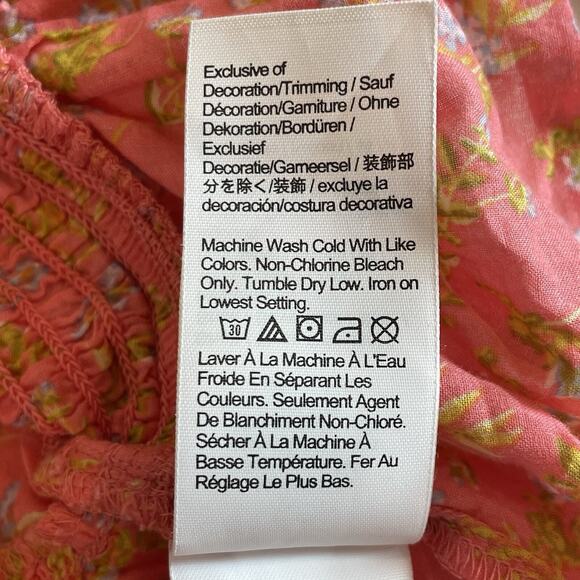 Exclusive of
Decoration/Trimming / Sauf
Décoration/Garniture / Ohne
Dekoration/Bordüren /
Exclusief
Decoratie/Gameersel / 装飾部
分を除く/装飾 / excluye la
decoración/costura decorativa
Machine Wash Cold With Like
Colors. Non-Chlorine Bleach
Only. Tumble Dry Low. Iron on
Lowest Setting.
30
Laver À La Machine À L'Eau
Froide En Séparant Les
Couleurs. Seulement Agent
De Blanchiment Non-Chloré.
Sécher À La Machine À
Basse Température. Fer Au
Réglage Le Plus Bas.